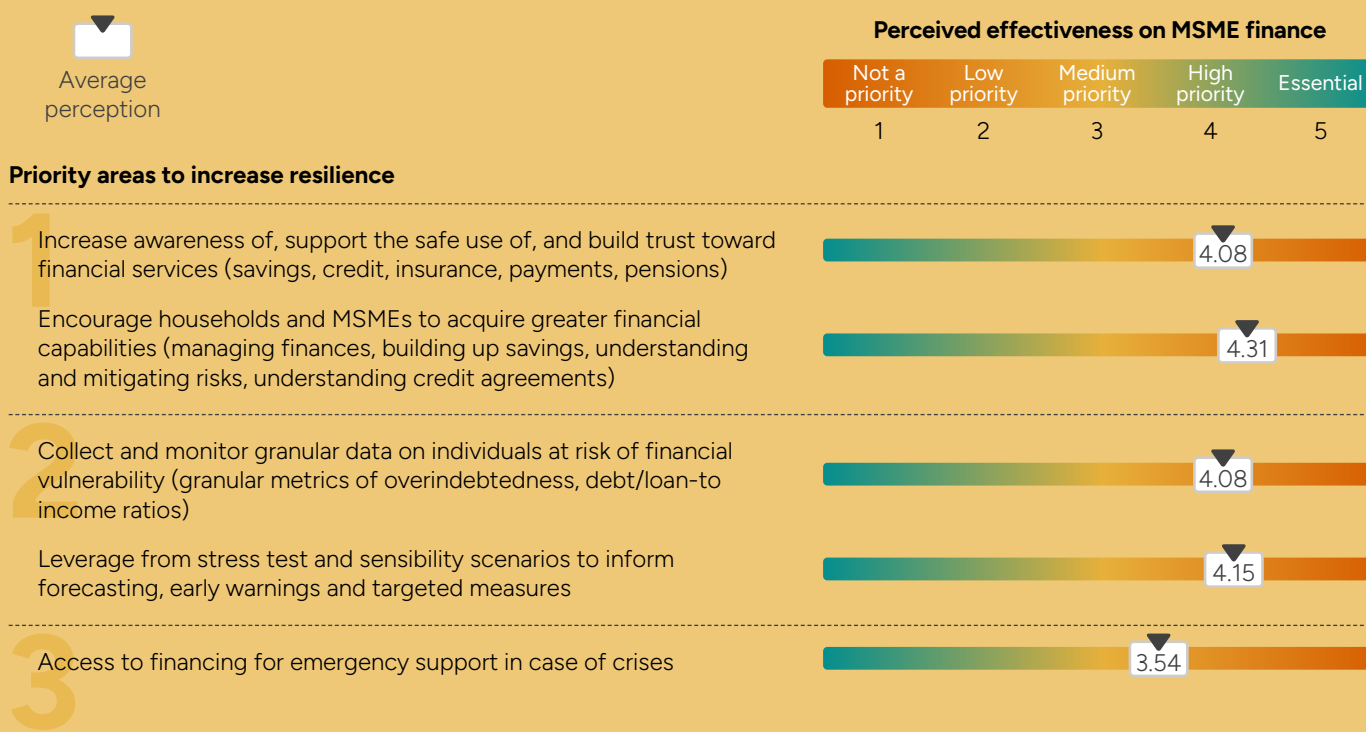 Average
perception
Perceived effectiveness on MSME finance
Not a
priority
Low
priority
Medium
priority
High
priority
Essential
1 2 3 4 5
Priority areas to increase resilience
1
Increase awareness of, support the safe use of, and build trust toward
financial services (savings, credit, insurance, payments, pensions)
4.08
Encourage households and MSMEs to acquire greater financial
capabilities (managing finances, building up savings, understanding
and mitigating risks, understanding credit agreements)
4.31
2
Collect and monitor granular data on individuals at risk of financial
vulnerability (granular metrics of overindebtedness, debt/loan-to
income ratios)
4.08
Leverage from stress test and sensibility scenarios to inform
forecasting, early warnings and targeted measures
4.15
3
Access to financing for emergency support in case of crises
3.54